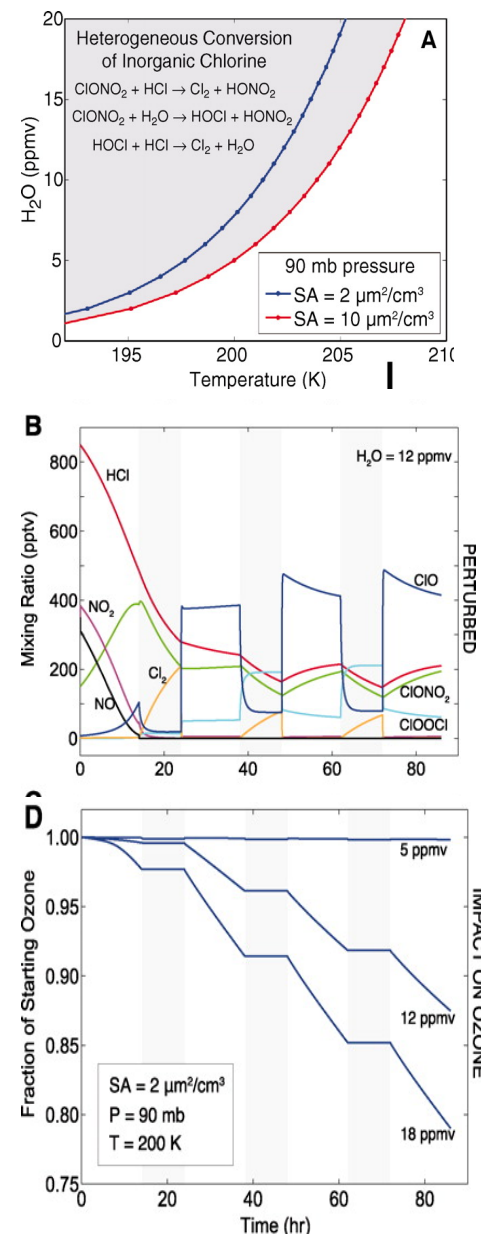 A
Heterogeneous Conversion
of Inorganic Chlorine
ClONO₂ + HCl → Cl₂ + HONO₂
ClONO₂ + H₂O → HOCl + HONO₂
HOCl + HCl → Cl₂ + H₂O
H₂O (ppmv)
20
15
10
5
0
90 mb pressure
SA = 2 μm²/cm³
SA = 10 μm²/cm³
195
200
205
210
Temperature (K)
B
H₂O = 12 ppmv
Mixing Ratio (pptv)
800
600
400
200
0
HCl
NO₂
NO
Cl₂
ClO
ClONO₂
ClOOCl
PERTURBED
0
20
40
60
80
D
Fraction of Starting Ozone
1.00
0.95
0.90
0.85
0.80
0.75
5 ppmv
12 ppmv
18 ppmv
IMPACT ON OZONE
SA = 2 μm²/cm³
P = 90 mb
T = 200 K
0
20
40
60
80
Time (hr)